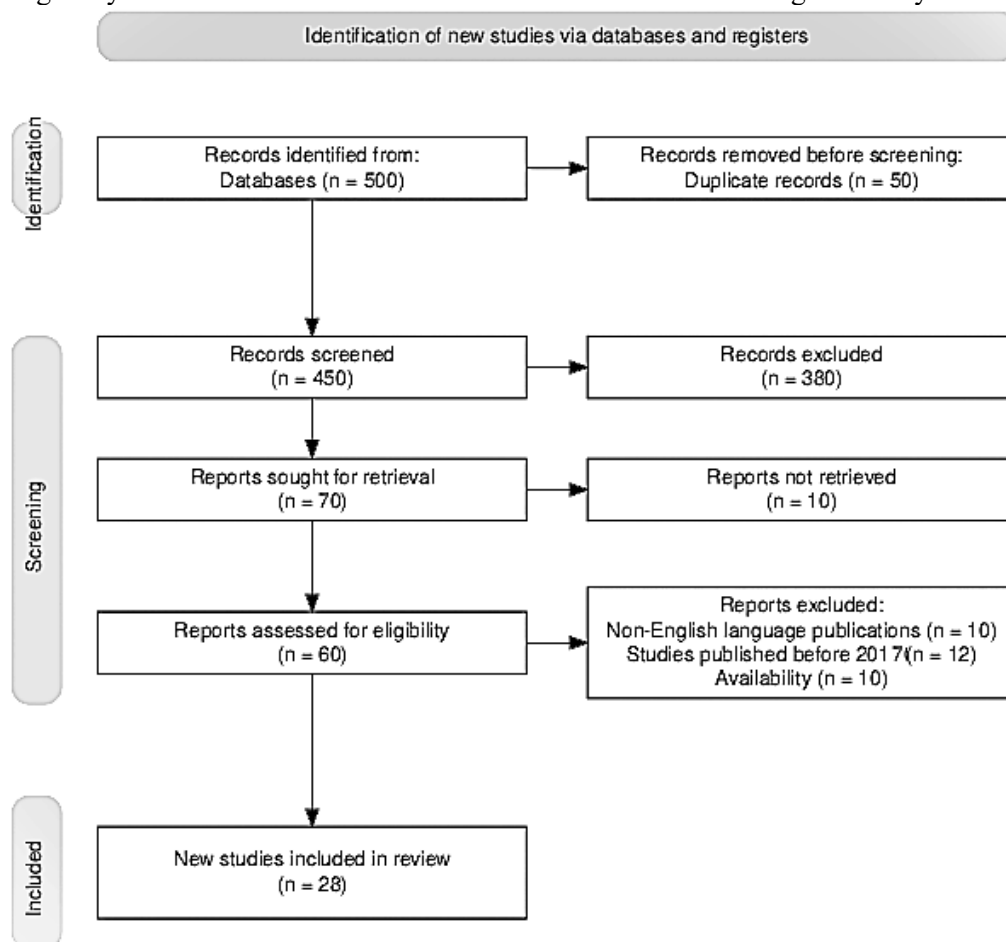 Identification of new studies via databases and registers
Identification
Records identified from:
Databases (n = 500)
Records removed before screening:
Duplicate records (n = 50)
Screening
Records screened
(n = 450)
Records excluded
(n = 380)
Reports sought for retrieval
(n = 70)
Reports not retrieved
(n = 10)
Reports assessed for eligibility
(n = 60)
Reports excluded:
Non-English language publications (n = 10)
Studies published before 2017 (n = 12)
Availability (n = 10)
Included
New studies included in review
(n = 28)